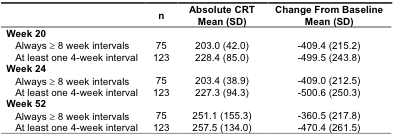 n Absolute CRT Mean (SD) Change From Baseline Mean (SD)
Week 20
Always ≥ 8 week intervals 75 203.0 (42.0) -409.4 (215.2)
At least one 4-week interval 123 228.4 (85.0) -499.5 (243.8)
Week 24
Always ≥ 8 week intervals 75 203.4 (38.9) -409.0 (212.5)
At least one 4-week interval 123 227.3 (94.3) -500.6 (250.3)
Week 52
Always ≥ 8 week intervals 75 251.1 (155.3) -360.5 (217.8)
At least one 4-week interval 123 257.5 (134.0) -470.4 (261.5)